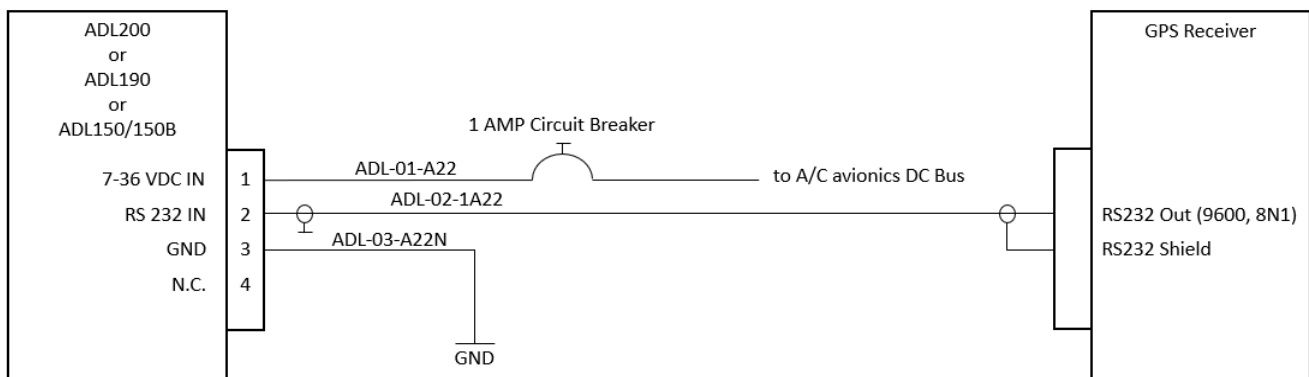 ADL200
or
ADL190
or
ADL150/150B
GPS Receiver
1 AMP Circuit Breaker
7-36 VDC IN 1 ADL-01-A22 to A/C avionics DC Bus
RS 232 IN 2 ADL-02-1A22 RS232 Out (9600, 8N1)
GND 3 ADL-03-A22N RS232 Shield
N.C. 4
GND